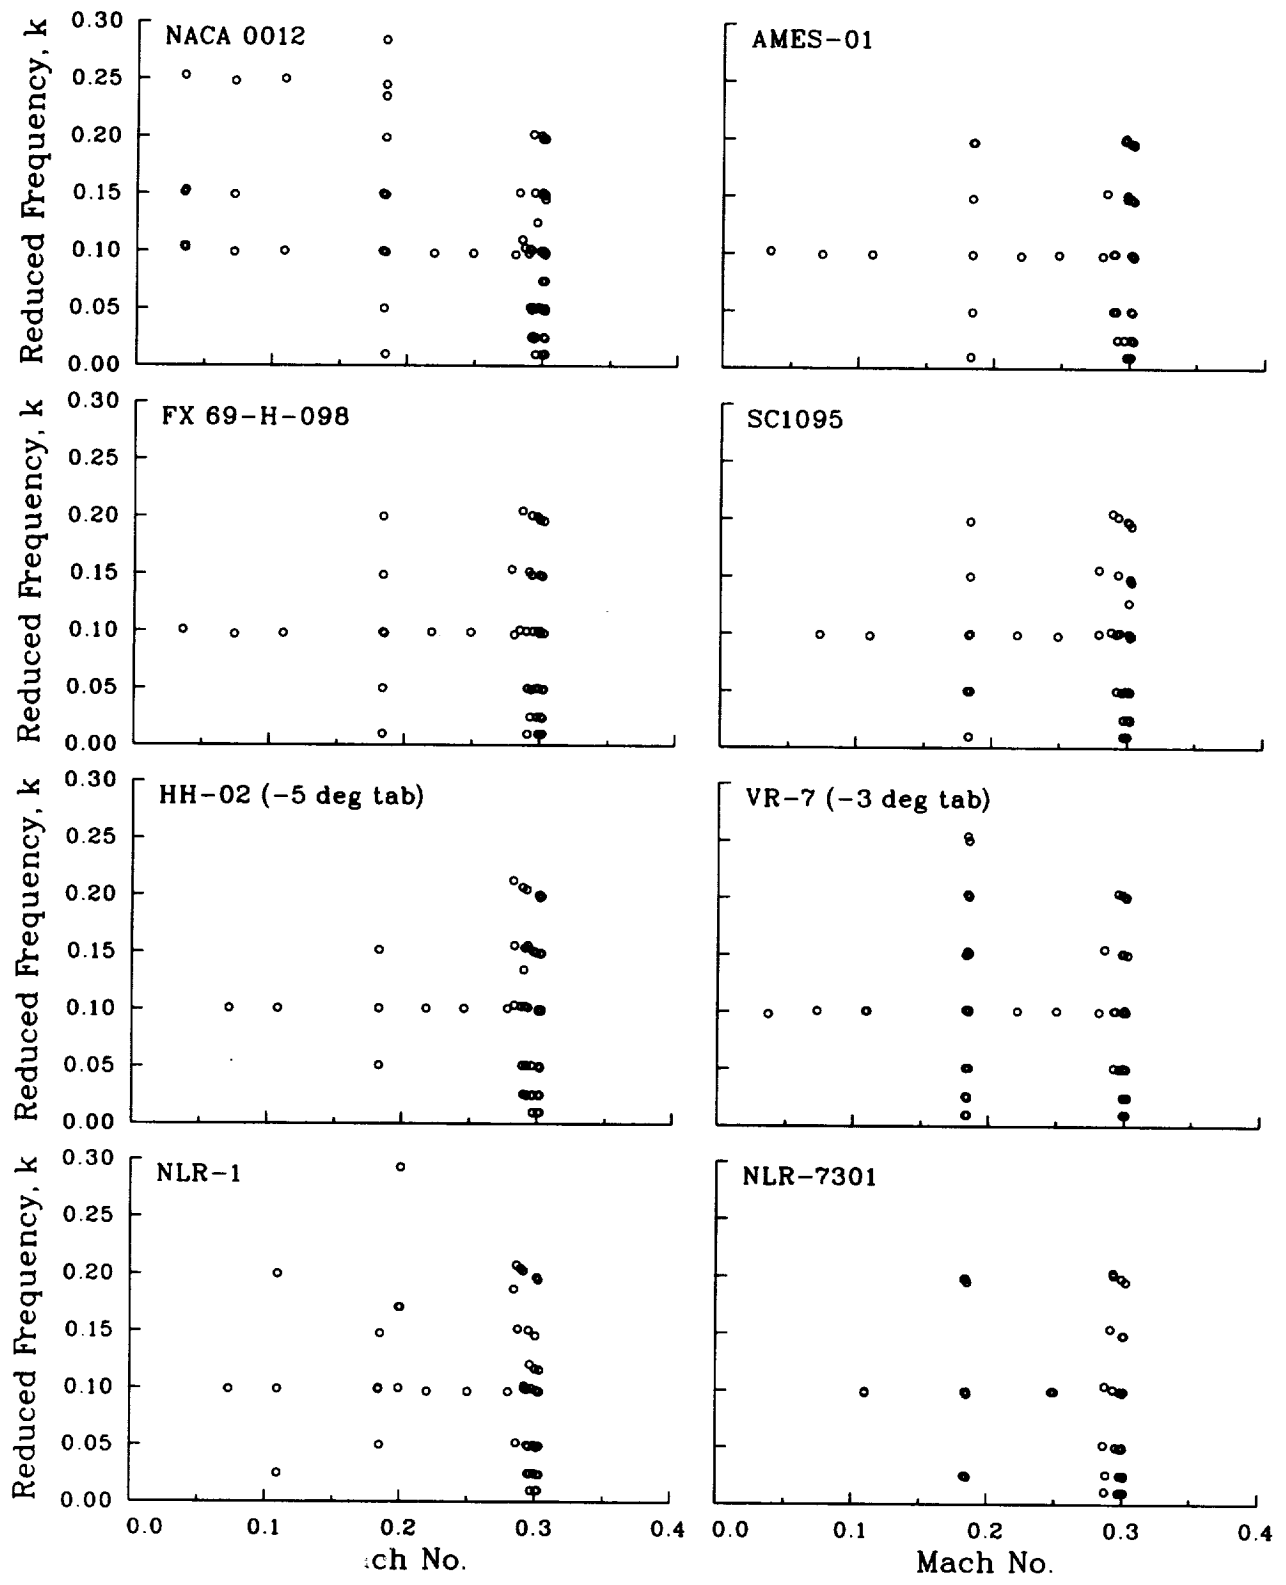 NACA 0012
AMES-01
Reduced Frequency, k
0.30
0.25
0.20
0.15
0.10
0.05
0.00
FX 69-H-098
SC1095
Reduced Frequency, k
0.30
0.25
0.20
0.15
0.10
0.05
0.00
HH-02 (-5 deg tab)
VR-7 (-3 deg tab)
Reduced Frequency, k
0.30
0.25
0.20
0.15
0.10
0.05
0.00
NLR-1
NLR-7301
Reduced Frequency, k
0.30
0.25
0.20
0.15
0.10
0.05
0.00
0.0 0.1 0.2 0.3 0.4
0.0 0.1 0.2 0.3 0.4
ch No.
Mach No.